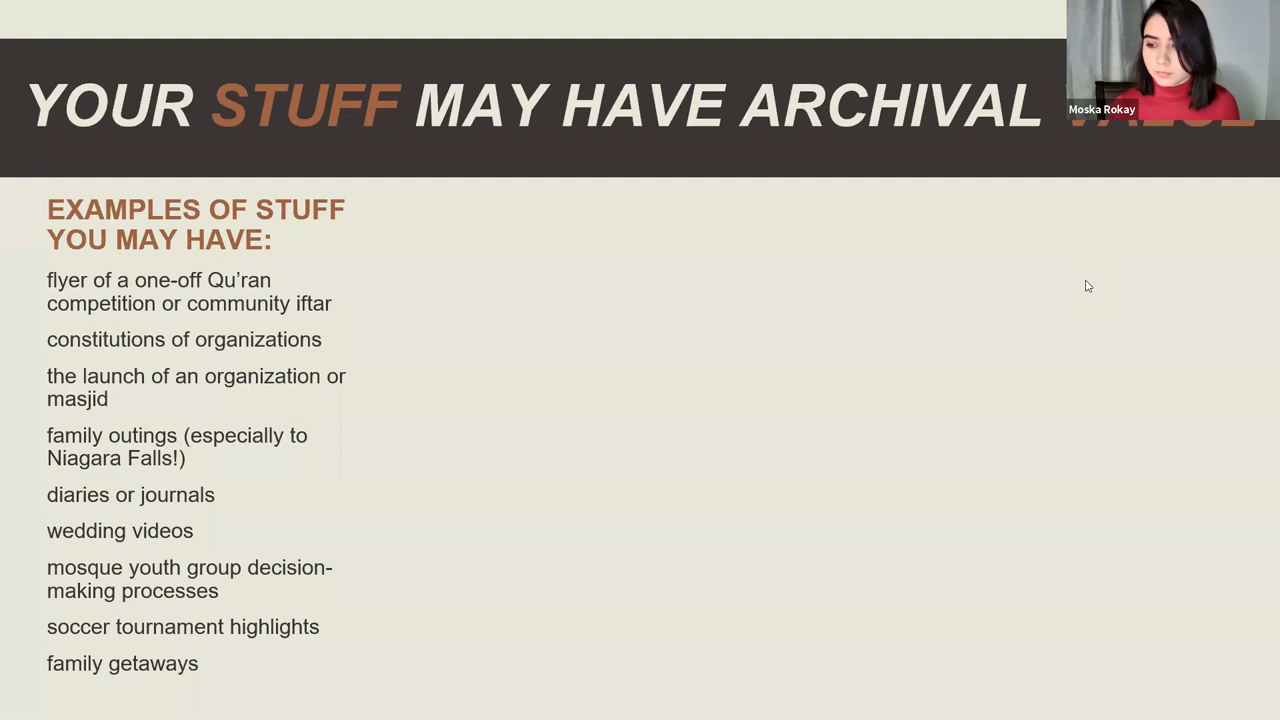 YOUR STUFF MAY HAVE ARCHIVAL
Moska Rokay
EXAMPLES OF STUFF
YOU MAY HAVE:
flyer of a one-off Qu’ran
competition or community iftar
constitutions of organizations
the launch of an organization or
masjid
family outings (especially to
Niagara Falls!)
diaries or journals
wedding videos
mosque youth group decision-
making processes
soccer tournament highlights
family getaways